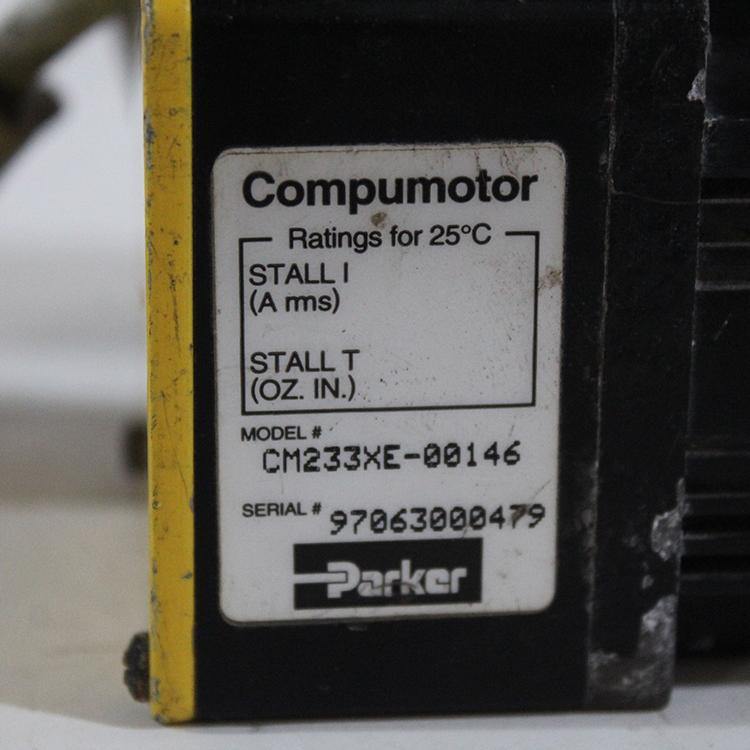 Compumotor
Ratings for 25°C
STALL I
(A rms)
STALL T
(OZ. IN.)
MODEL #
CM233XE-00146
SERIAL #
97063000479
Parker